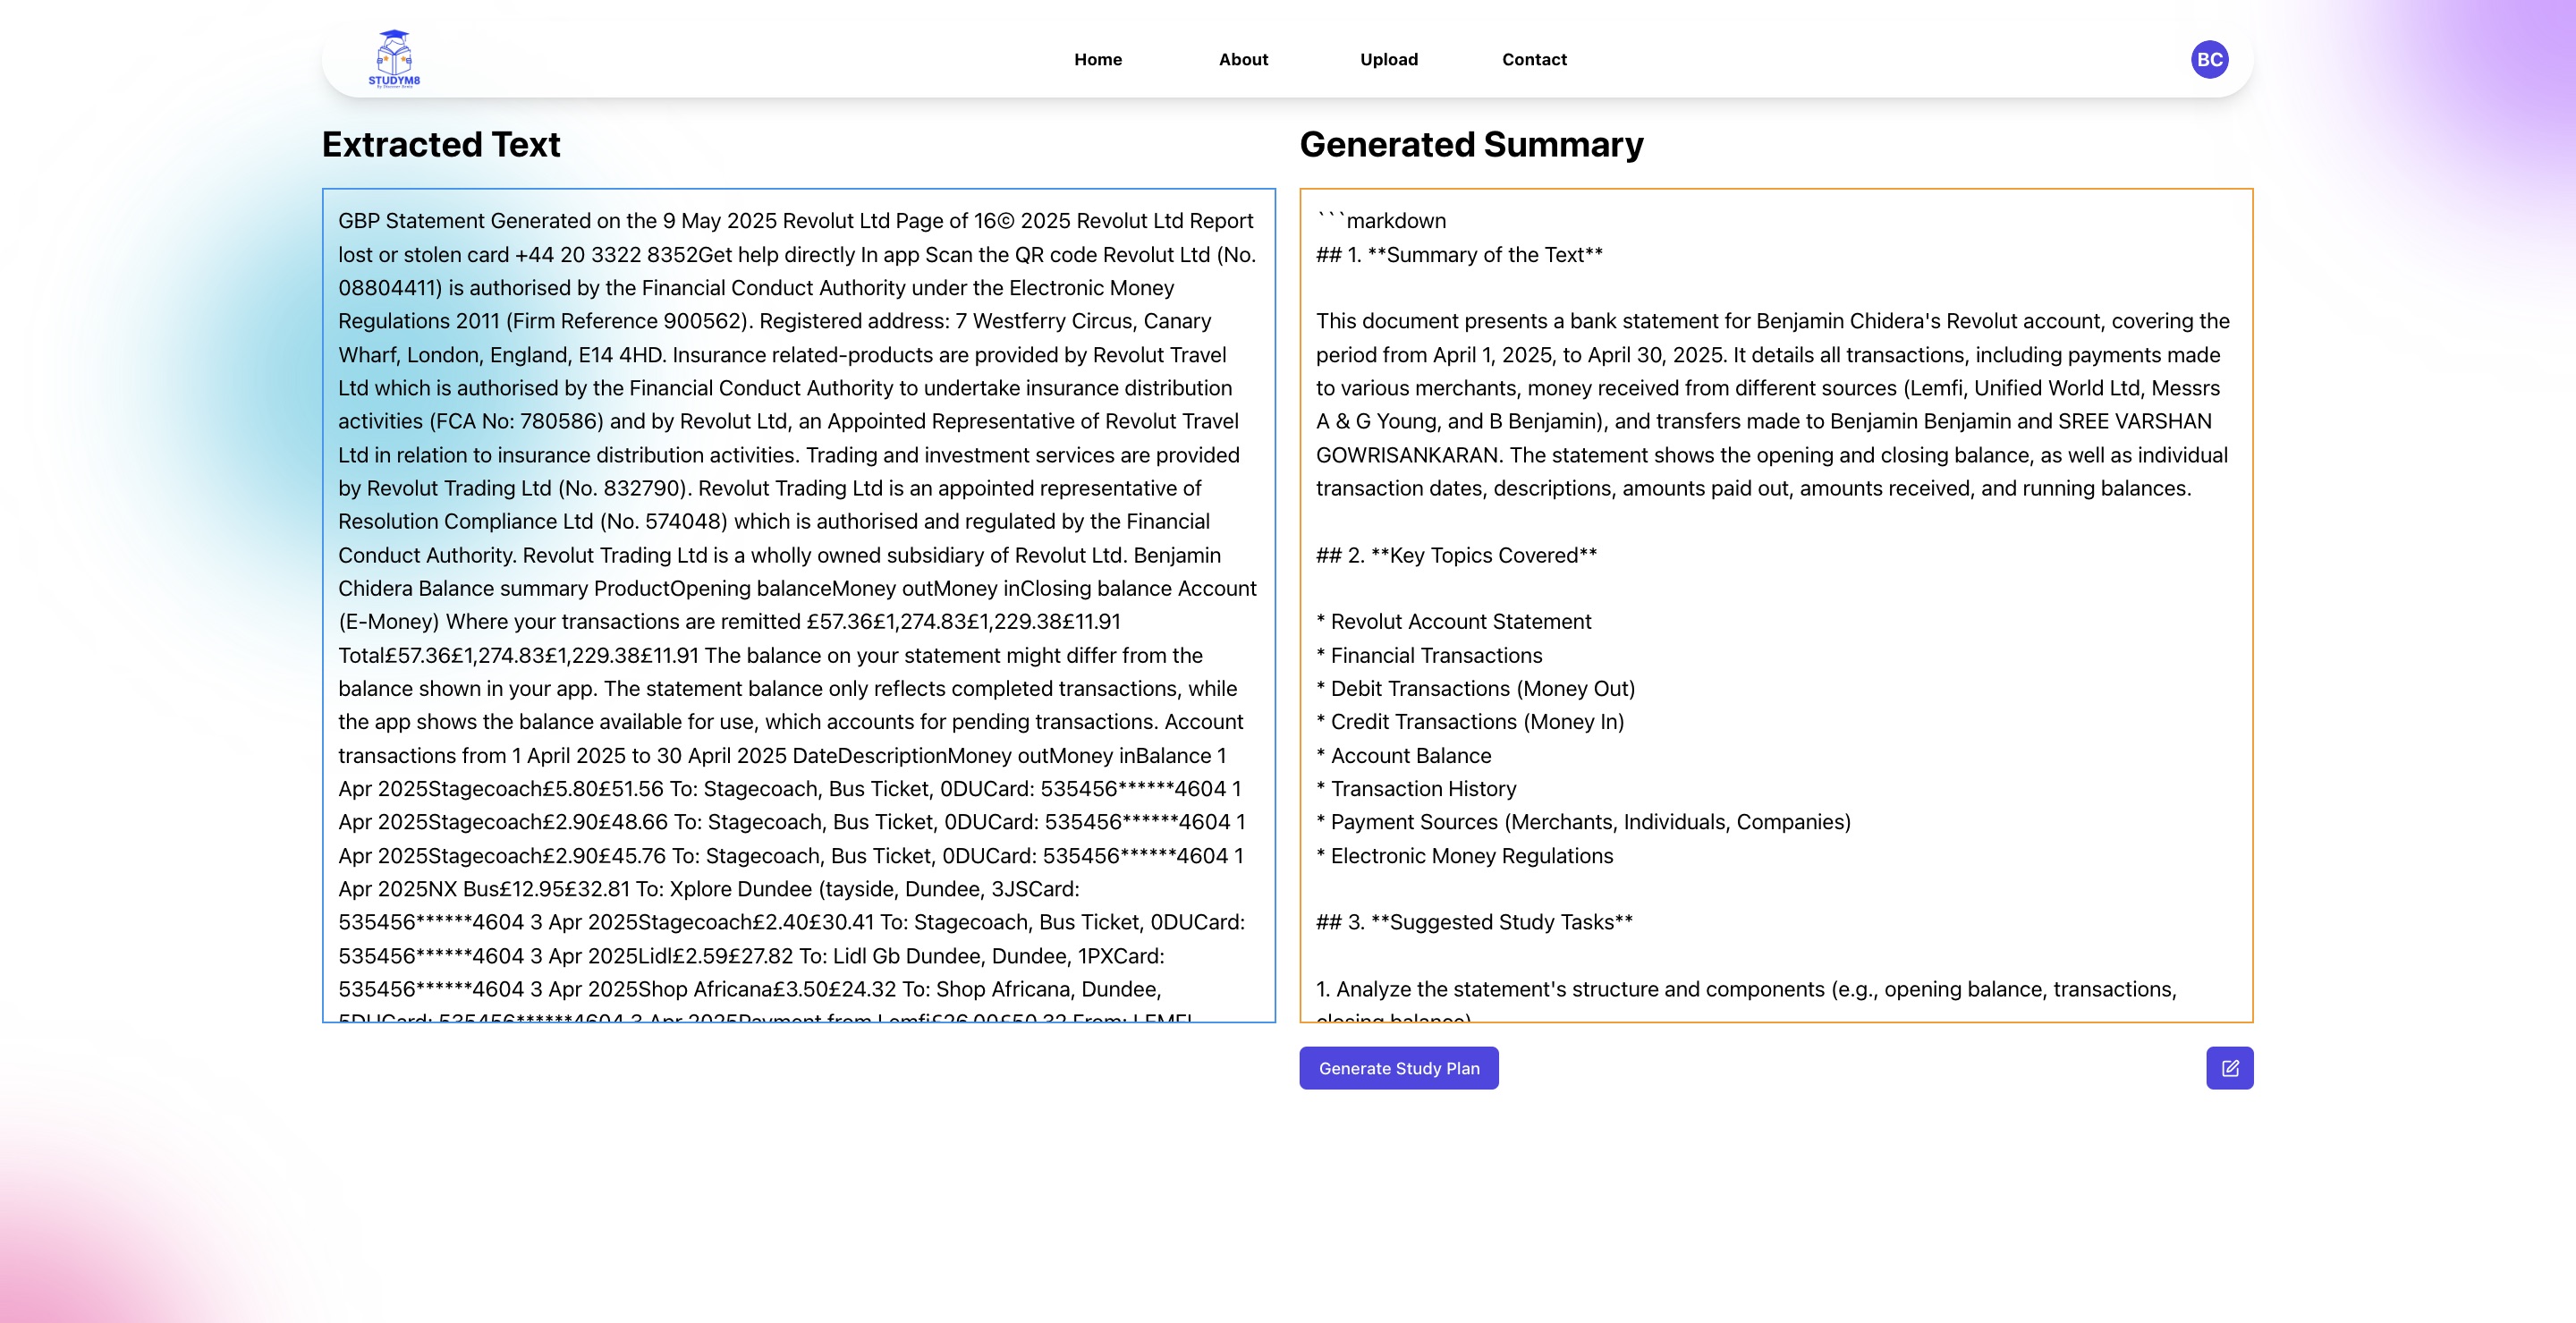 STUDYM8
Home
About
Upload
Contact
BC
Extracted Text
GBP Statement Generated on the 9 May 2025 Revolut Ltd Page of 16© 2025 Revolut Ltd Report
lost or stolen card +44 20 3322 8352Get help directly In app Scan the QR code Revolut Ltd (No.
08804411) is authorised by the Financial Conduct Authority under the Electronic Money
Regulations 2011 (Firm Reference 900562). Registered address: 7 Westferry Circus, Canary
Wharf, London, England, E14 4HD. Insurance related-products are provided by Revolut Travel
Ltd which is authorised by the Financial Conduct Authority to undertake insurance distribution
activities (FCA No: 780586) and by Revolut Ltd, an Appointed Representative of Revolut Travel
Ltd in relation to insurance distribution activities. Trading and investment services are provided
by Revolut Trading Ltd (No. 832790). Revolut Trading Ltd is an appointed representative of
Resolution Compliance Ltd (No. 574048) which is authorised and regulated by the Financial
Conduct Authority. Revolut Trading Ltd is a wholly owned subsidiary of Revolut Ltd. Benjamin
Chidera Balance summary ProductOpening balanceMoney outMoney inClosing balance Account
(E-Money) Where your transactions are remitted £57.36£1,274.83£1,229.38£11.91
Total£57.36£1,274.83£1,229.38£11.91 The balance on your statement might differ from the
balance shown in your app. The statement balance only reflects completed transactions, while
the app shows the balance available for use, which accounts for pending transactions. Account
transactions from 1 April 2025 to 30 April 2025 DateDescriptionMoney outMoney inBalance 1
Apr 2025Stagecoach£5.80£51.56 To: Stagecoach, Bus Ticket, 0DUCard: 535456******4604 1
Apr 2025Stagecoach£2.90£48.66 To: Stagecoach, Bus Ticket, 0DUCard: 535456******4604 1
Apr 2025Stagecoach£2.90£45.76 To: Stagecoach, Bus Ticket, 0DUCard: 535456******4604 1
Apr 2025NX Bus£12.95£32.81 To: Xplore Dundee (tayside, Dundee, 3JSCard:
535456******4604 3 Apr 2025Stagecoach£2.40£30.41 To: Stagecoach, Bus Ticket, 0DUCard:
535456******4604 3 Apr 2025Lidl£2.59£27.82 To: Lidl Gb Dundee, Dundee, 1PXCard:
535456******4604 3 Apr 2025Shop Africana£3.50£24.32 To: Shop Africana, Dundee,
5DUCard: 535456******4604 3 Apr 2025Payment from Lemfi£26.00£50.32 From: LEMFI
Generated Summary
```markdown
## 1. **Summary of the Text**
This document presents a bank statement for Benjamin Chidera's Revolut account, covering the
period from April 1, 2025, to April 30, 2025. It details all transactions, including payments made
to various merchants, money received from different sources (Lemfi, Unified World Ltd, Messrs
A & G Young, and B Benjamin), and transfers made to Benjamin Benjamin and SREE VARSHAN
GOWRISANKARAN. The statement shows the opening and closing balance, as well as individual
transaction dates, descriptions, amounts paid out, amounts received, and running balances.
## 2. **Key Topics Covered**
* Revolut Account Statement
* Financial Transactions
* Debit Transactions (Money Out)
* Credit Transactions (Money In)
* Account Balance
* Transaction History
* Payment Sources (Merchants, Individuals, Companies)
* Electronic Money Regulations
## 3. **Suggested Study Tasks**
1. Analyze the statement's structure and components (e.g., opening balance, transactions,
closing balance)
Generate Study Plan